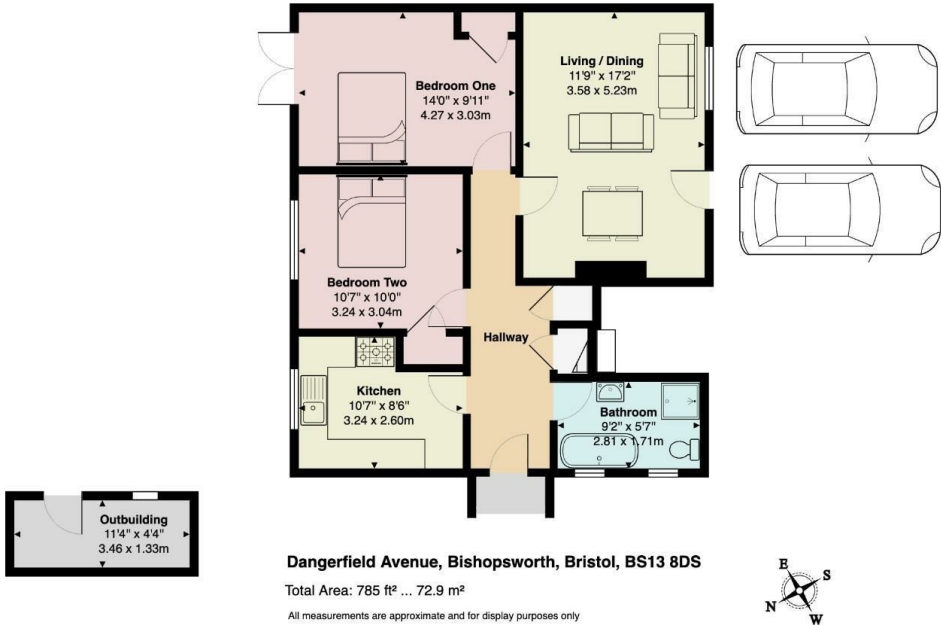 Bedroom One
14'0" x 9'11"
4.27 x 3.03m
Living / Dining
11'9" x 17'2"
3.58 x 5.23m
Bedroom Two
10'7" x 10'0"
3.24 x 3.04m
Hallway
Kitchen
10'7" x 8'6"
3.24 x 2.60m
Bathroom
9'2" x 5'7"
2.81 x 1.71m
Outbuilding
11'4" x 4'4"
3.46 x 1.33m
Dangerfield Avenue, Bishopsworth, Bristol, BS13 8DS
Total Area: 785 ft² ... 72.9 m²
All measurements are approximate and for display purposes only
E
S
N
W